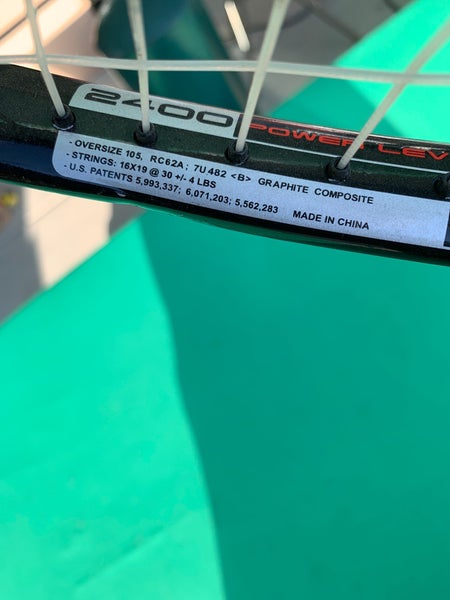 2400 POWER LEV
- OVERSIZE 105, RC62A; 7U482 <B> GRAPHITE COMPOSITE
- STRINGS: 16X19 @ 30 +/- 4 LBS
U.S. PATENTS 5,993,337; 6,071,203; 5,562,283 MADE IN CHINA